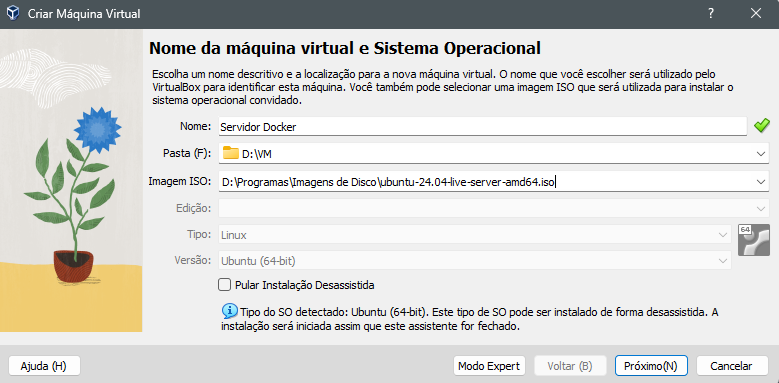 Criar Máquina Virtual
Nome da máquina virtual e Sistema Operacional
Escolha um nome descritivo e a localização para a nova máquina virtual. O nome que você escolher será utilizado pelo
VirtualBox para identificar esta máquina. Você também pode selecionar uma imagem ISO que será utilizada para instalar o
sistema operacional convidado.
Nome: Servidor Docker
Pasta (F): D:\VM
Imagem ISO: D:\Programas\Imagens de Disco\ubuntu-24.04-live-server-amd64.iso
Edição:
Tipo: Linux
64
Versão: Ubuntu (64-bit)
Pular Instalação Desassistida
Tipo do SO detectado: Ubuntu (64-bit). Este tipo de SO pode ser instalado de forma desassistida. A
instalação será iniciada assim que este assistente for fechado.
Ajuda (H) Modo Expert Voltar (B) Próximo(N) Cancelar